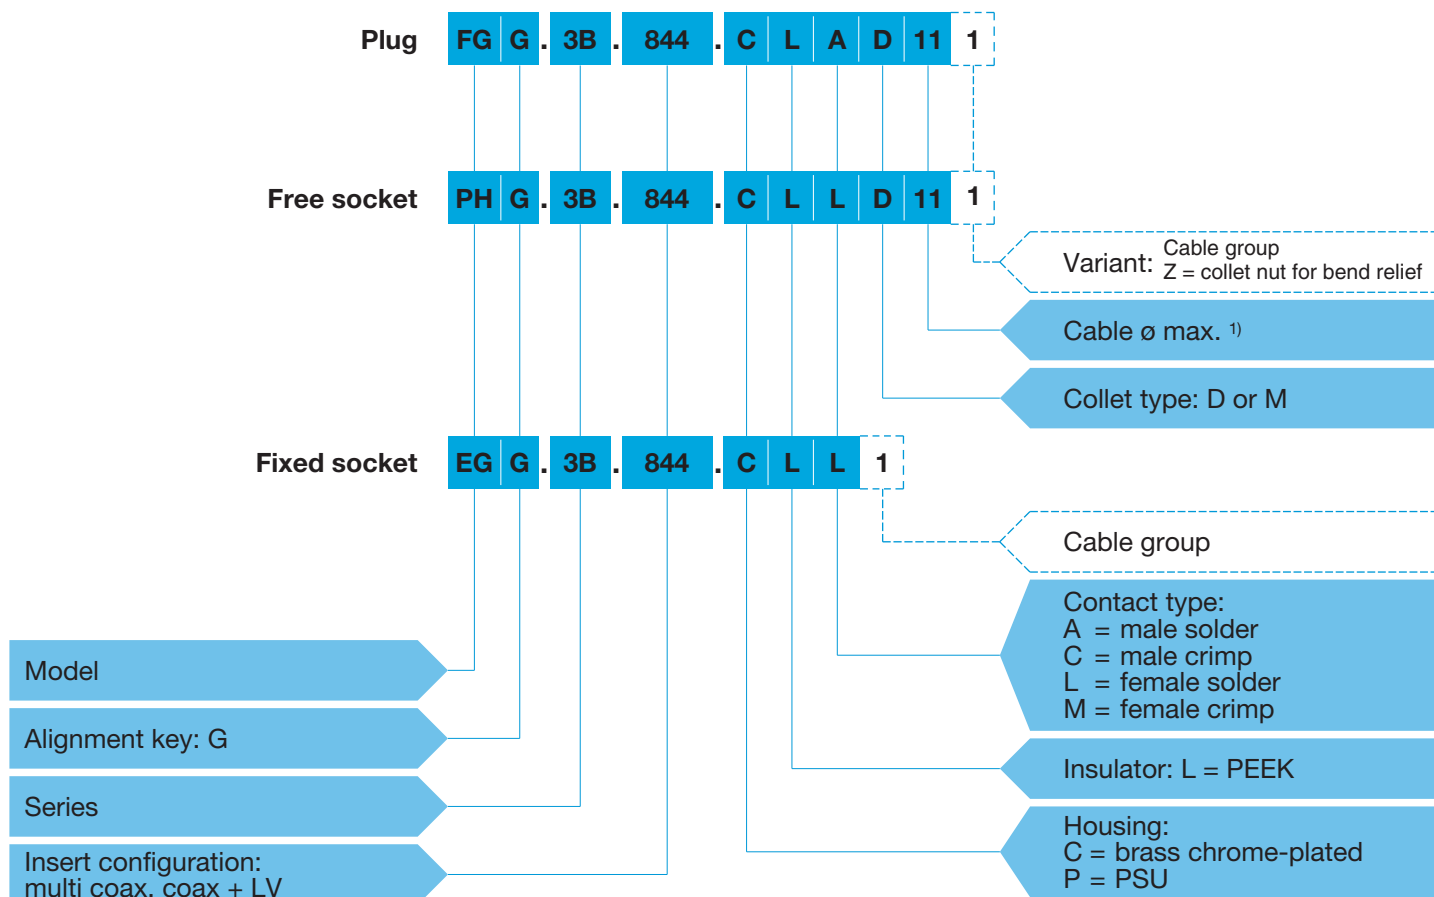 Plug FG G . 3B . 844 . C L A D 11 1
Free socket PH G . 3B . 844 . C L L D 11 1
Variant: Cable group
Z = collet nut for bend relief
Cable ø max. 1)
Collet type: D or M
Fixed socket EG G . 3B . 844 . C L L 1
Cable group
Contact type:
A = male solder
C = male crimp
L = female solder
M = female crimp
Model
Alignment key: G
Insulator: L = PEEK
Series
Housing:
C = brass chrome-plated
P = PSU
Insert configuration:
multi coax, coax + LV